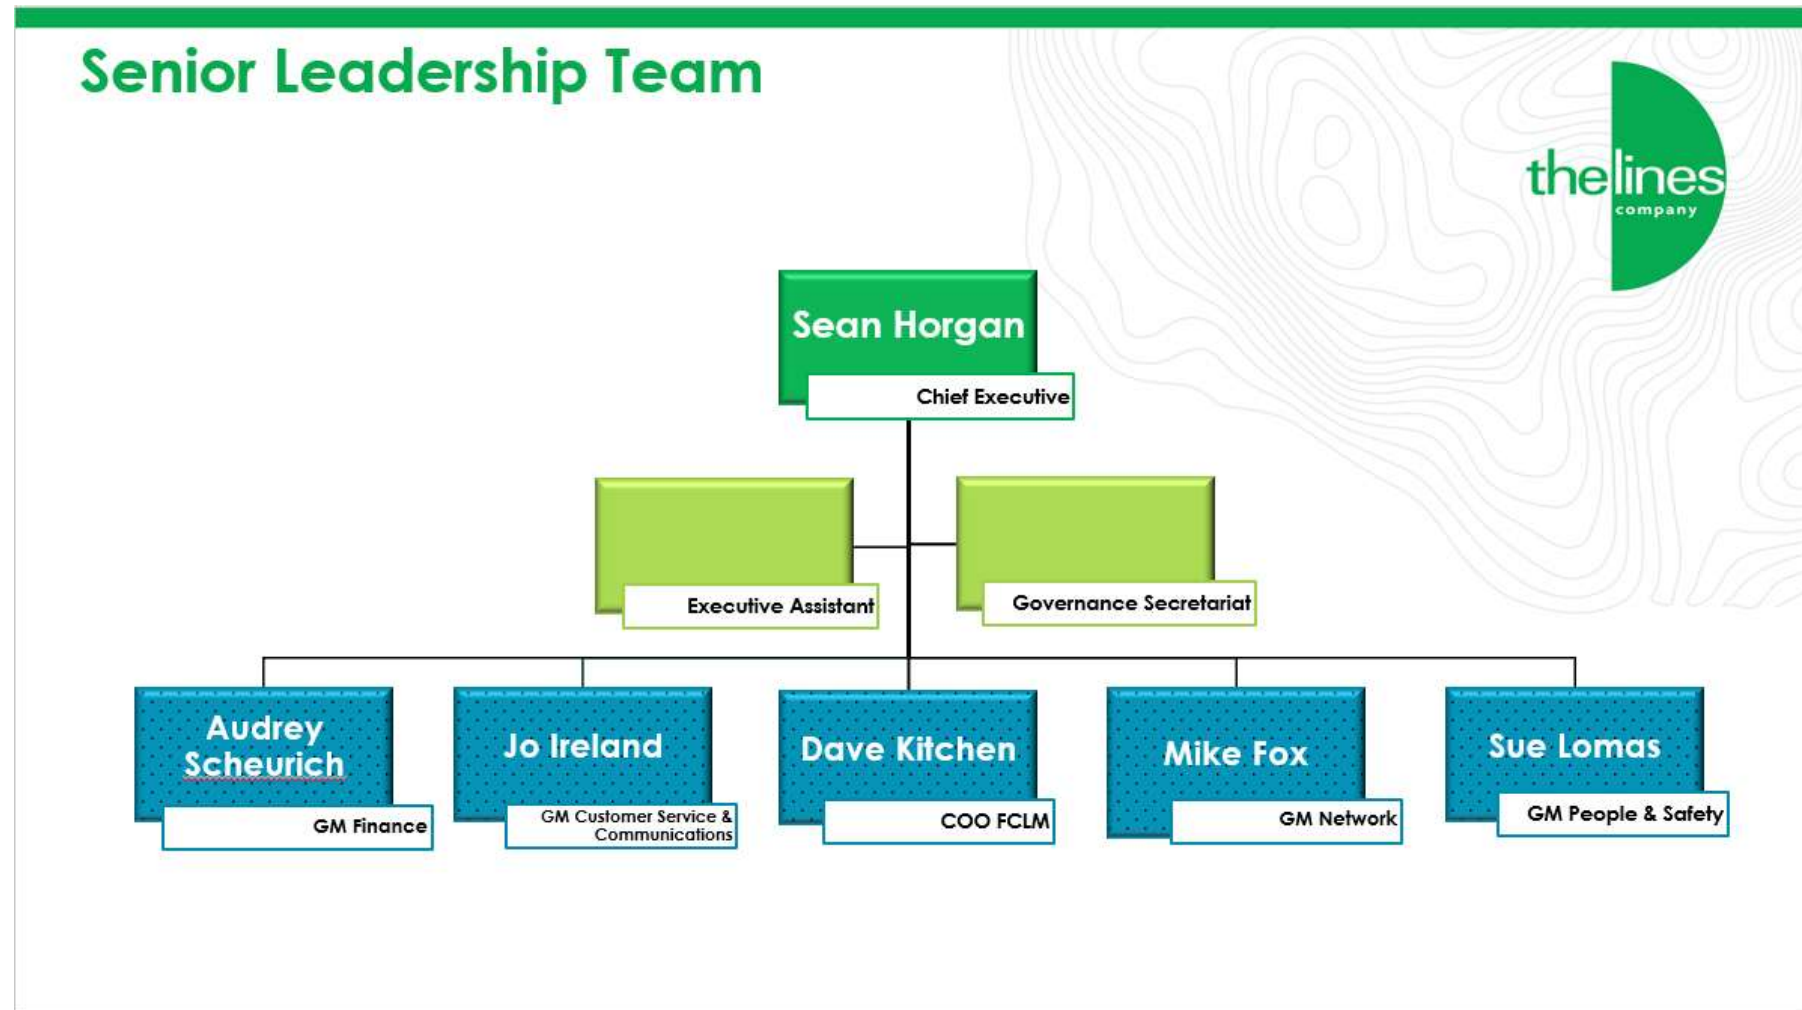 Senior Leadership Team
thelines
company
Sean Horgan
Chief Executive
Executive Assistant
Governance Secretariat
Audrey
Scheurich
GM Finance
Jo Ireland
GM Customer Service &
Communications
Dave Kitchen
COO FCLM
Mike Fox
GM Network
Sue Lomas
GM People & Safety